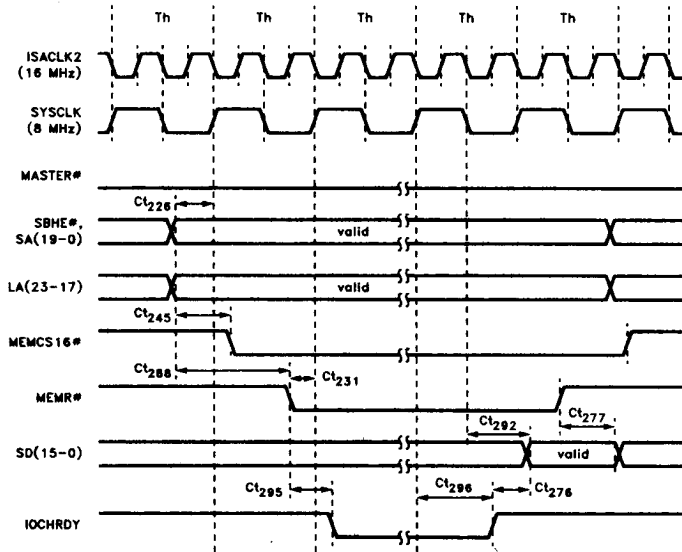 Th Th Th Th Th
ISACLK2
(16 MHz)
SYSCLK
(8 MHz)
MASTER#
Ct226
SBHE#,
SA(19-0)
valid
LA(23-17)
valid
Ct245
MEMCS16#
Ct288
Ct231
MEMR#
Ct292
Ct277
SD(15-0)
valid
Ct295
Ct296
Ct276
IOCHRDY